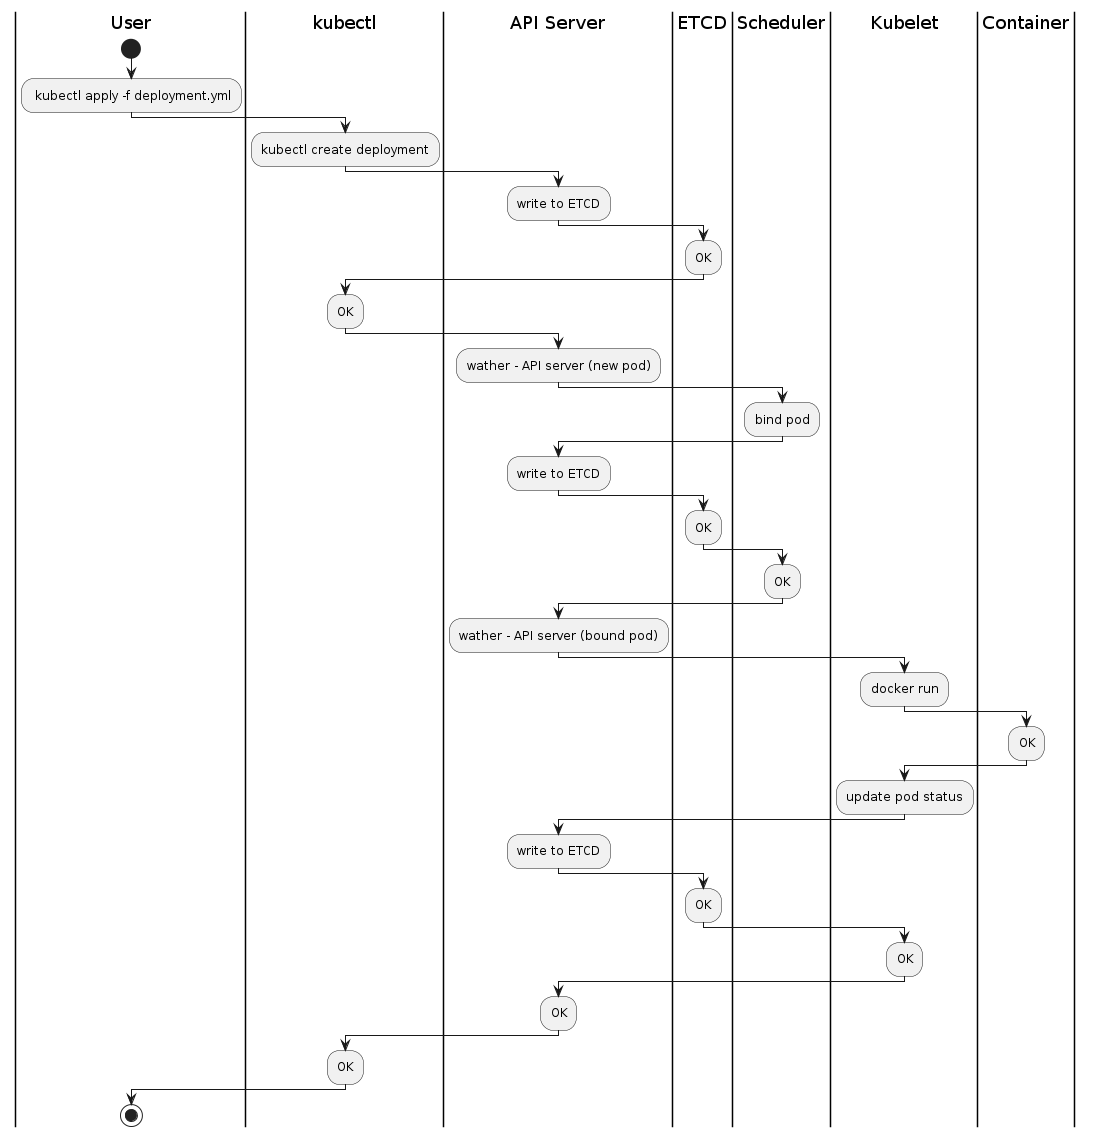 User
kubectl
API Server
ETCD
Scheduler
Kubelet
Container
kubectl apply -f deployment.yml
kubectl create deployment
write to ETCD
OK
OK
wather - API server (new pod)
bind pod
write to ETCD
OK
OK
wather - API server (bound pod)
docker run
OK
update pod status
write to ETCD
OK
OK
OK
OK